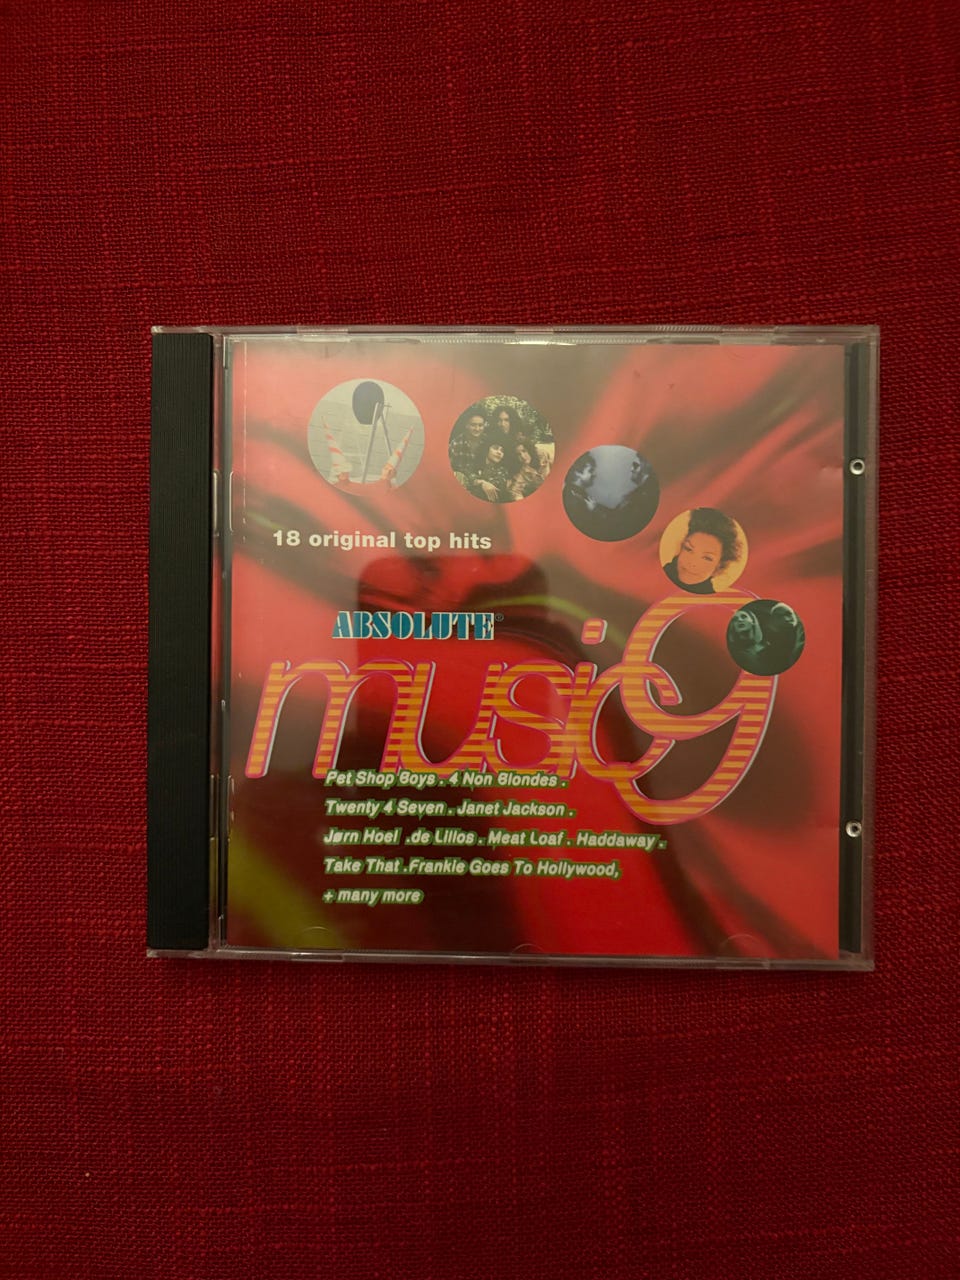 18 original top hits
ABSOLUTE®
music 9
Pet Shop Boys . 4 Non Blondes .
Twenty 4 Seven . Janet Jackson .
Jørn Hoel .de Lillos . Meat Loaf . Haddaway .
Take That .Frankie Goes To Hollywood,
+ many more